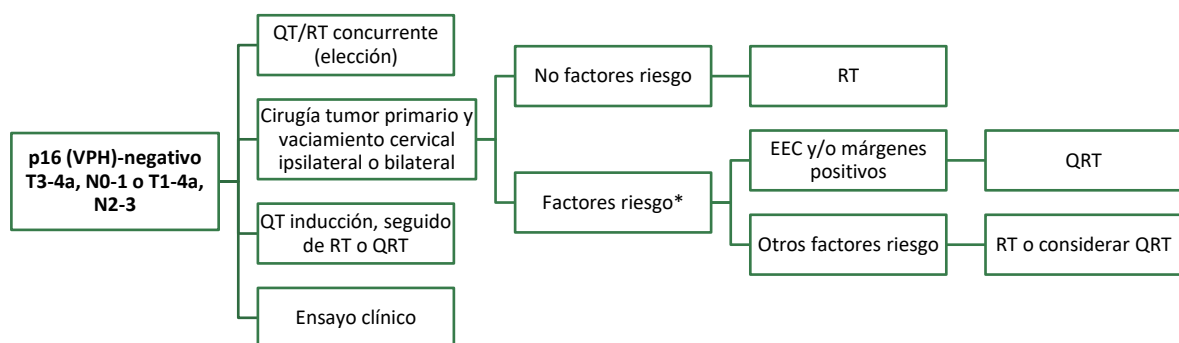 p16 (VPH)-negativo
T3-4a, N0-1 o T1-4a,
N2-3
QT/RT concurrente
(elección)
Cirugía tumor primario y
vaciamiento cervical
ipsilateral o bilateral
No factores riesgo
RT
Factores riesgo*
EEC y/o márgenes
positivos
QRT
Otros factores riesgo
RT o considerar QRT
QT inducción, seguido
de RT o QRT
Ensayo clínico